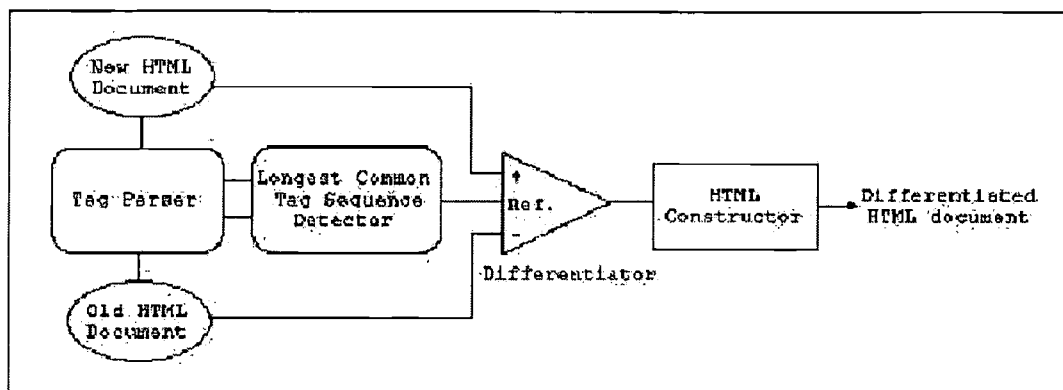 New HTML
Document
Tag Parser
Longest Common
Tag Sequence
Detector
+
Ref.
-
Differentiator
HTML
Constructor
Differentiated
HTML document
Old HTML
Document